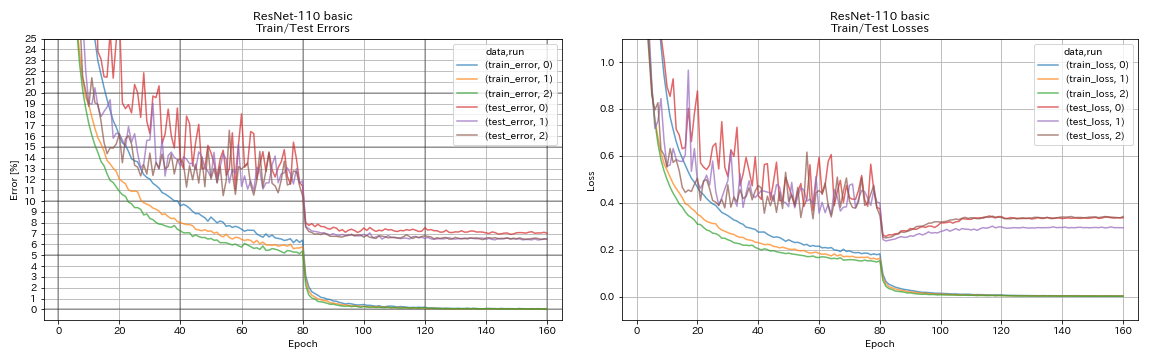 ResNet-110 basic
Train/Test Errors
25
24
23
22
21
20
19
18
17
16
15
14
13
12
11
10
9
8
7
6
5
4
3
2
1
0
Error [%]
0 20 40 60 80 100 120 140 160
Epoch
data,run
(train_error, 0)
(train_error, 1)
(train_error, 2)
(test_error, 0)
(test_error, 1)
(test_error, 2)
ResNet-110 basic
Train/Test Losses
1.0
0.8
0.6
0.4
0.2
0.0
Loss
0 20 40 60 80 100 120 140 160
Epoch
data,run
(train_loss, 0)
(train_loss, 1)
(train_loss, 2)
(test_loss, 0)
(test_loss, 1)
(test_loss, 2)